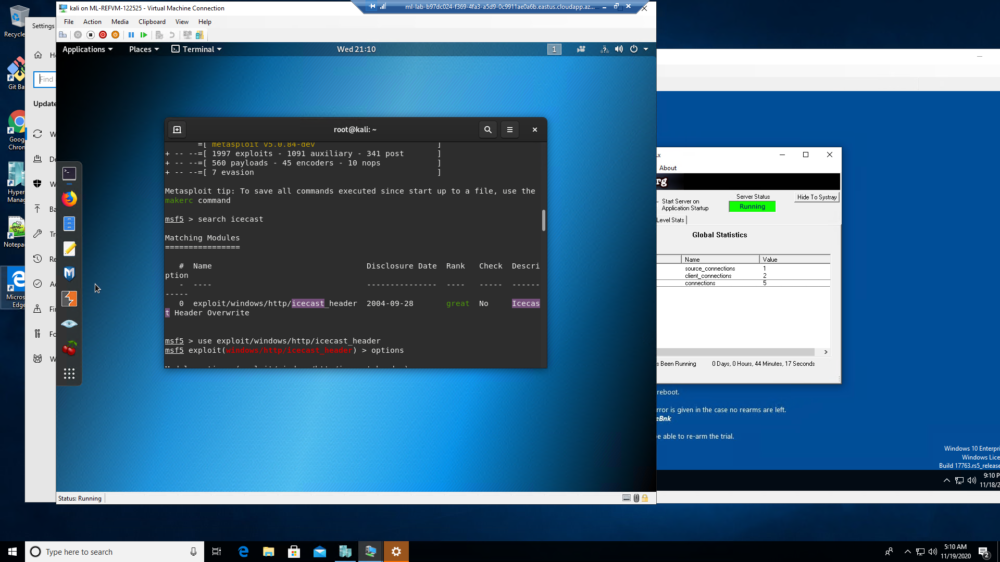 Recycle
Git Ba
Goog
Chron
Hyper
Manag
Notepa
Micros
Edge
Settings
H
Find
Update
W
De
W
Ba
Tr
Re
Ac
Fin
Fo
W
kali on ML-REFVM-122525 - Virtual Machine Connection
ml-lab-b97dc024-f369-4fa3-a5d9-0c9911ae0a6b.eastus.cloudapp.az...
File Action Media Clipboard View Help
Applications Places Terminal Wed 21:10 1
root@kali: ~
=[ metasploit v5.0.84-dev ]
+ -- --=[ 1997 exploits - 1091 auxiliary - 341 post ]
+ -- --=[ 560 payloads - 45 encoders - 10 nops ]
+ -- --=[ 7 evasion ]
Metasploit tip: To save all commands executed since start up to a file, use the
makerc command
msf5 > search icecast
Matching Modules
================
# Name Disclosure Date Rank Check Descri
ption
- ---- --------------- ---- ----- ------
-----
0 exploit/windows/http/icecast_header 2004-09-28 great No Icecas
t Header Overwrite
msf5 > use exploit/windows/http/icecast_header
msf5 exploit(windows/http/icecast_header) > options
Status: Running
x
About
rg
Start Server on
Application Startup
Server Status
Running
Hide To Systray
Level Stats
Global Statistics
Name Value
source_connections 1
client_connections 2
connections 5
s Been Running 0 Days, 0 Hours, 44 Minutes, 17 Seconds
reboot.
rror is given in the case no rearms are left.
eBnk
be able to re-arm the trial.
Windows 10 Enterpri
Windows Lice
Build 17763.rs5_release
9:10 P
11/18/2
Type here to search
5:10 AM
11/19/2020
2